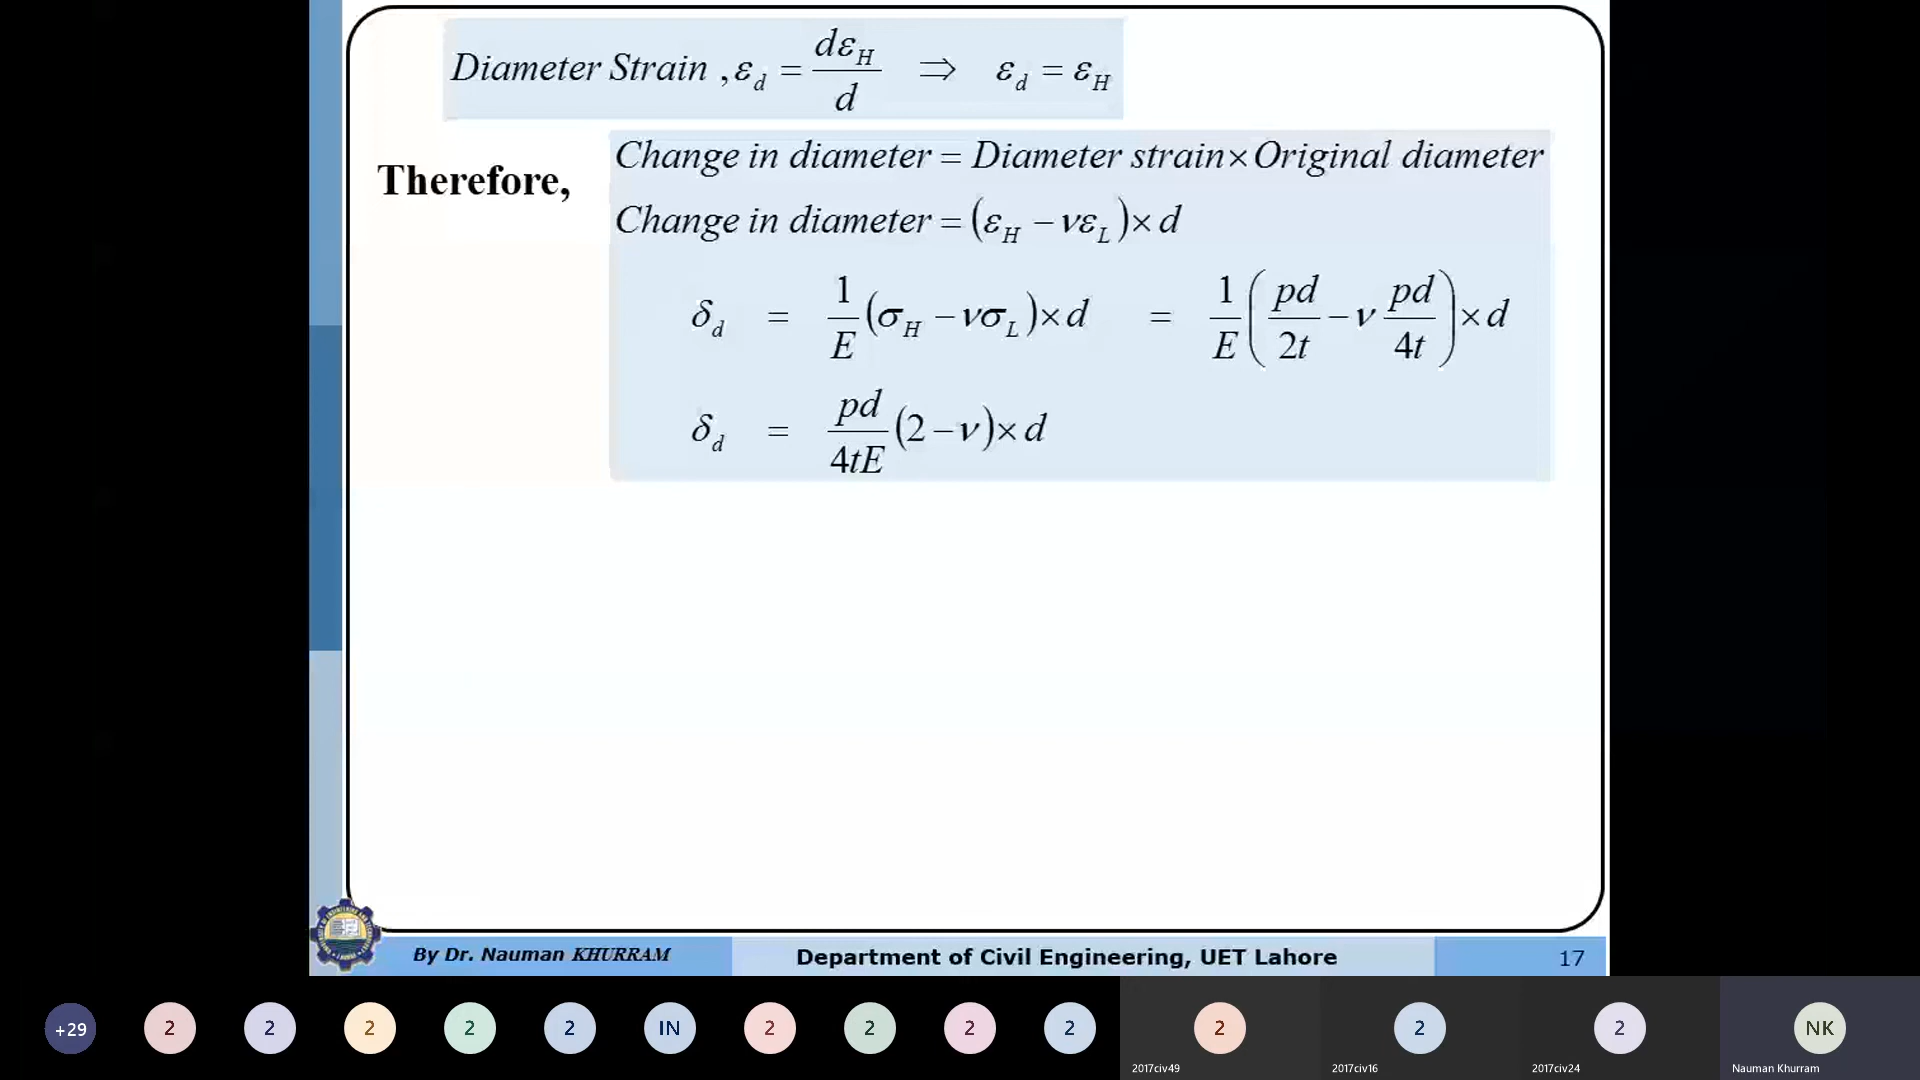 Diameter Strain , ε_d = dε_H / d ⇒ ε_d = ε_H
Therefore,
Change in diameter = Diameter strain × Original diameter
Change in diameter = (ε_H − νε_L) × d
δ_d = 1/E (σ_H − νσ_L) × d = 1/E (pd/2t − ν pd/4t) × d
δ_d = pd/4tE (2 − ν) × d
By Dr. Nauman KHURRAM
Department of Civil Engineering, UET Lahore
17
+29 2 2 2 2 2 IN 2 2 2 2 2 2 2 NK
2017civ49 2017civ16 2017civ24 Nauman Khurram